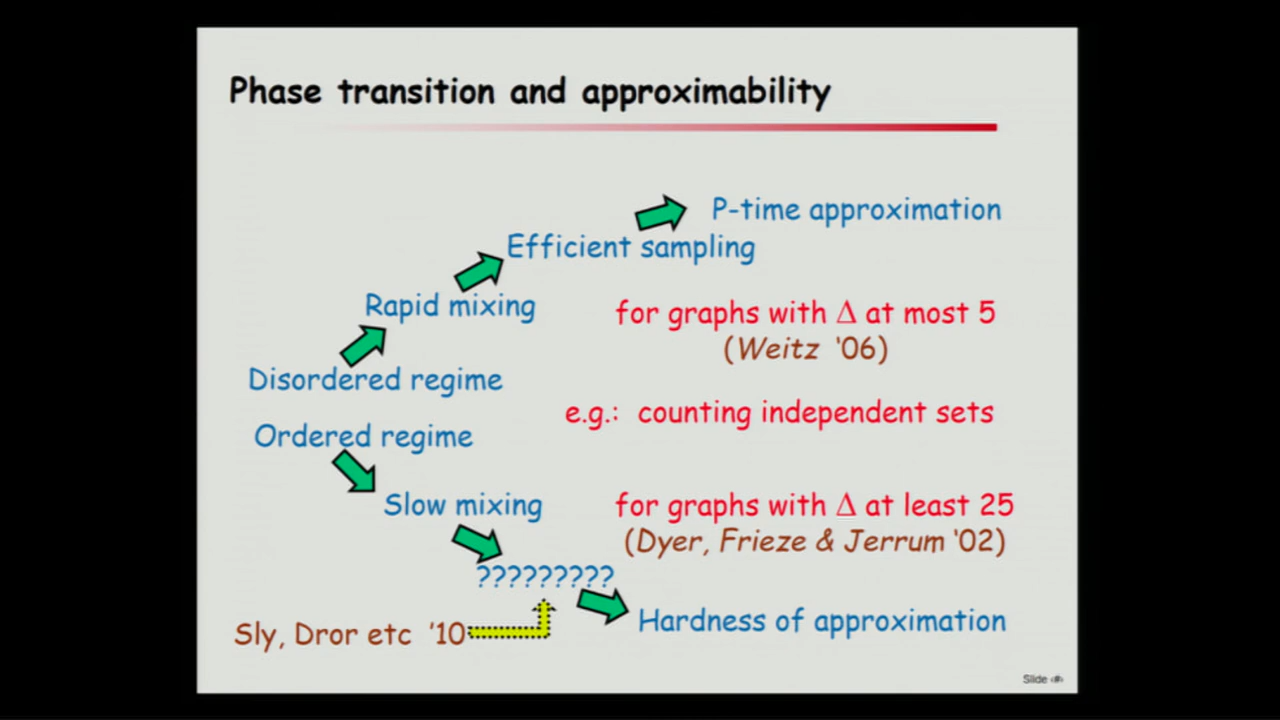 Phase transition and approximability
P-time approximation
Efficient sampling
Rapid mixing
for graphs with Δ at most 5
(Weitz '06)
Disordered regime
e.g.: counting independent sets
Ordered regime
Slow mixing
for graphs with Δ at least 25
(Dyer, Frieze & Jerrum '02)
?????????
Hardness of approximation
Sly, Dror etc '10
Slide ‹#›